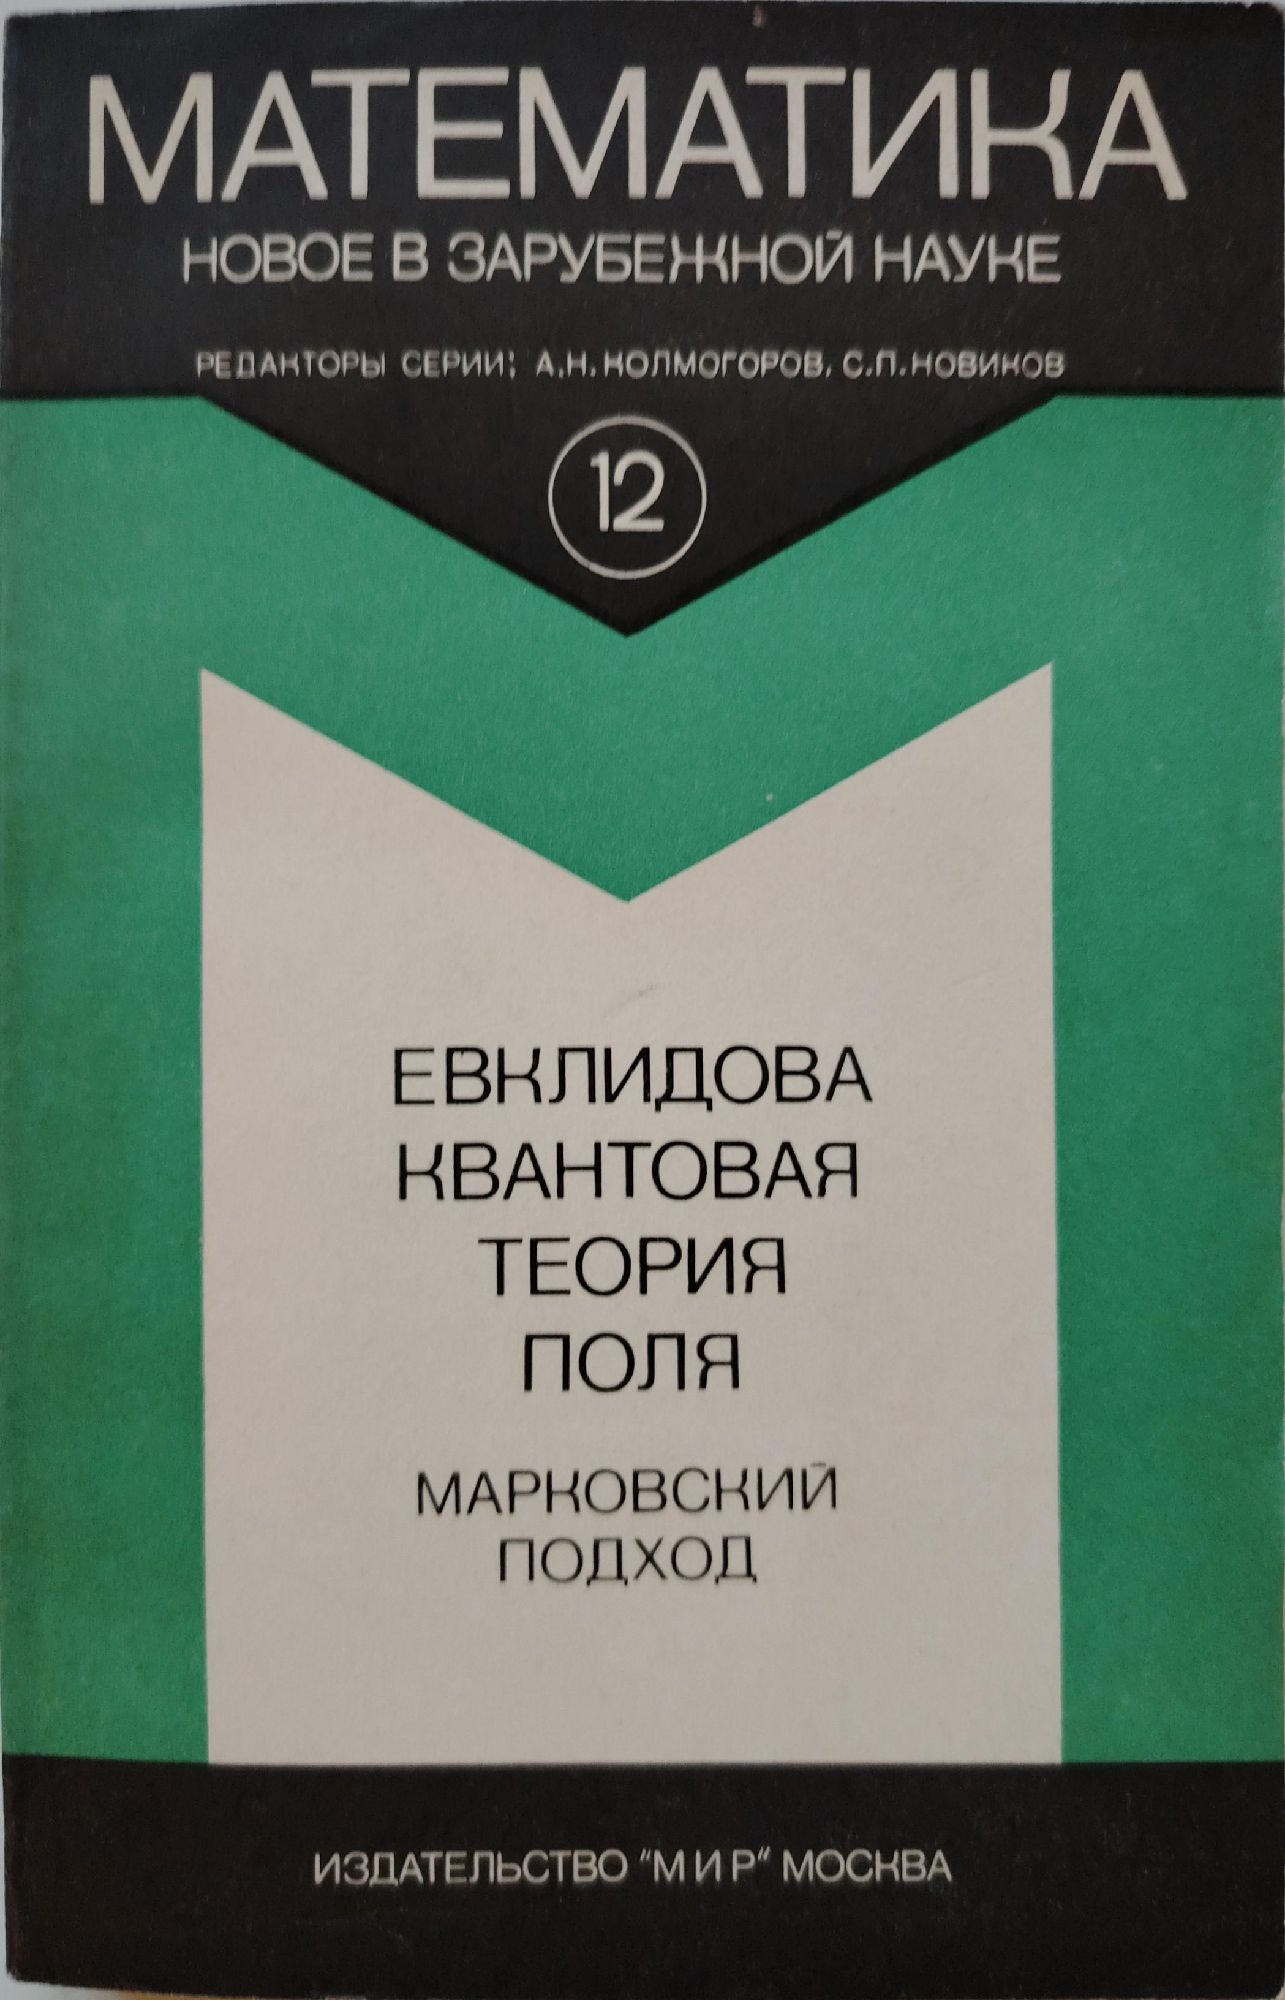 МАТЕМАТИКА
НОВОЕ В ЗАРУБЕЖНОЙ НАУКЕ
РЕДАКТОРЫ СЕРИИ: А.Н.КОЛМОГОРОВ, С.П.НОВИКОВ
12
ЕВКЛИДОВА
КВАНТОВАЯ
ТЕОРИЯ
ПОЛЯ
МАРКОВСКИЙ
ПОДХОД
ИЗДАТЕЛЬСТВО "МИР" МОСКВА